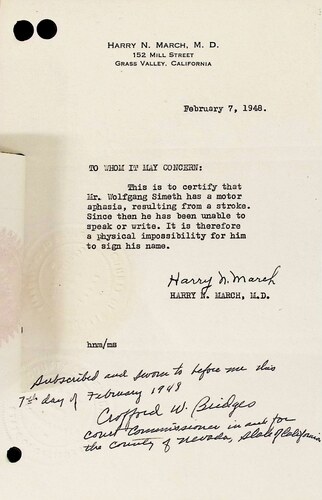 HARRY N. MARCH, M. D.
152 MILL STREET
GRASS VALLEY, CALIFORNIA
February 7, 1948.
TO WHOM IT MAY CONCERN:
This is to certify that
Mr. Wolfgang Simeth has a motor
aphasia, resulting from a stroke.
Since then he has been unable to
speak or write. It is therefore
a physical impossibility for him
to sign his name.
Harry N. March
HARRY N. MARCH, M.D.
hnm/ms
Subscribed and sworn to before me this
7th day of February 1948
Crofford W. Bridges
Court Commissioner in and for
the County of Nevada, State of California